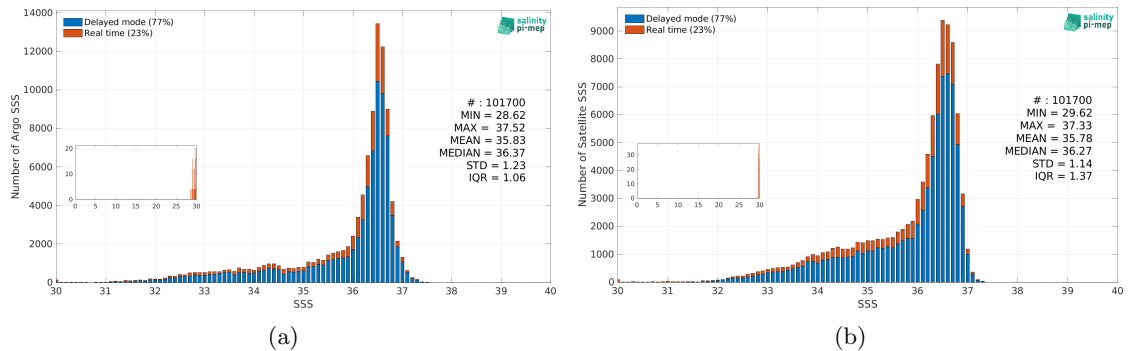 Delayed mode (77%)
Real time (23%)
salinity
pi-mep
14000
12000
10000
8000
6000
4000
2000
0
Number of Argo SSS
# : 101700
MIN = 28.62
MAX = 37.52
MEAN = 35.83
MEDIAN = 36.37
STD = 1.23
IQR = 1.06
20
10
0
0 5 10 15 20 25 30
30 31 32 33 34 35 36 37 38 39 40
SSS
(a)
Delayed mode (77%)
Real time (23%)
salinity
pi-mep
9000
8000
7000
6000
5000
4000
3000
2000
1000
0
Number of Satellite SSS
# : 101700
MIN = 29.62
MAX = 37.33
MEAN = 35.78
MEDIAN = 36.27
STD = 1.14
IQR = 1.37
30
20
10
0
0 5 10 15 20 25 30
30 31 32 33 34 35 36 37 38 39 40
SSS
(b)